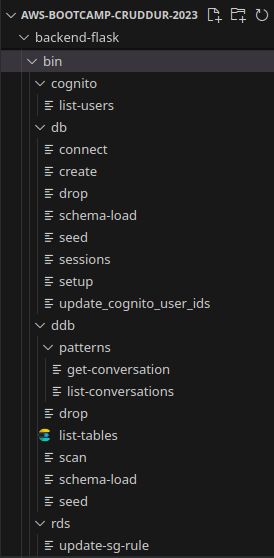 AWS-BOOTCAMP-CRUDDUR-2023
backend-flask
bin
cognito
list-users
db
connect
create
drop
schema-load
seed
sessions
setup
update_cognito_user_ids
ddb
patterns
get-conversation
list-conversations
drop
list-tables
scan
schema-load
seed
rds
update-sg-rule